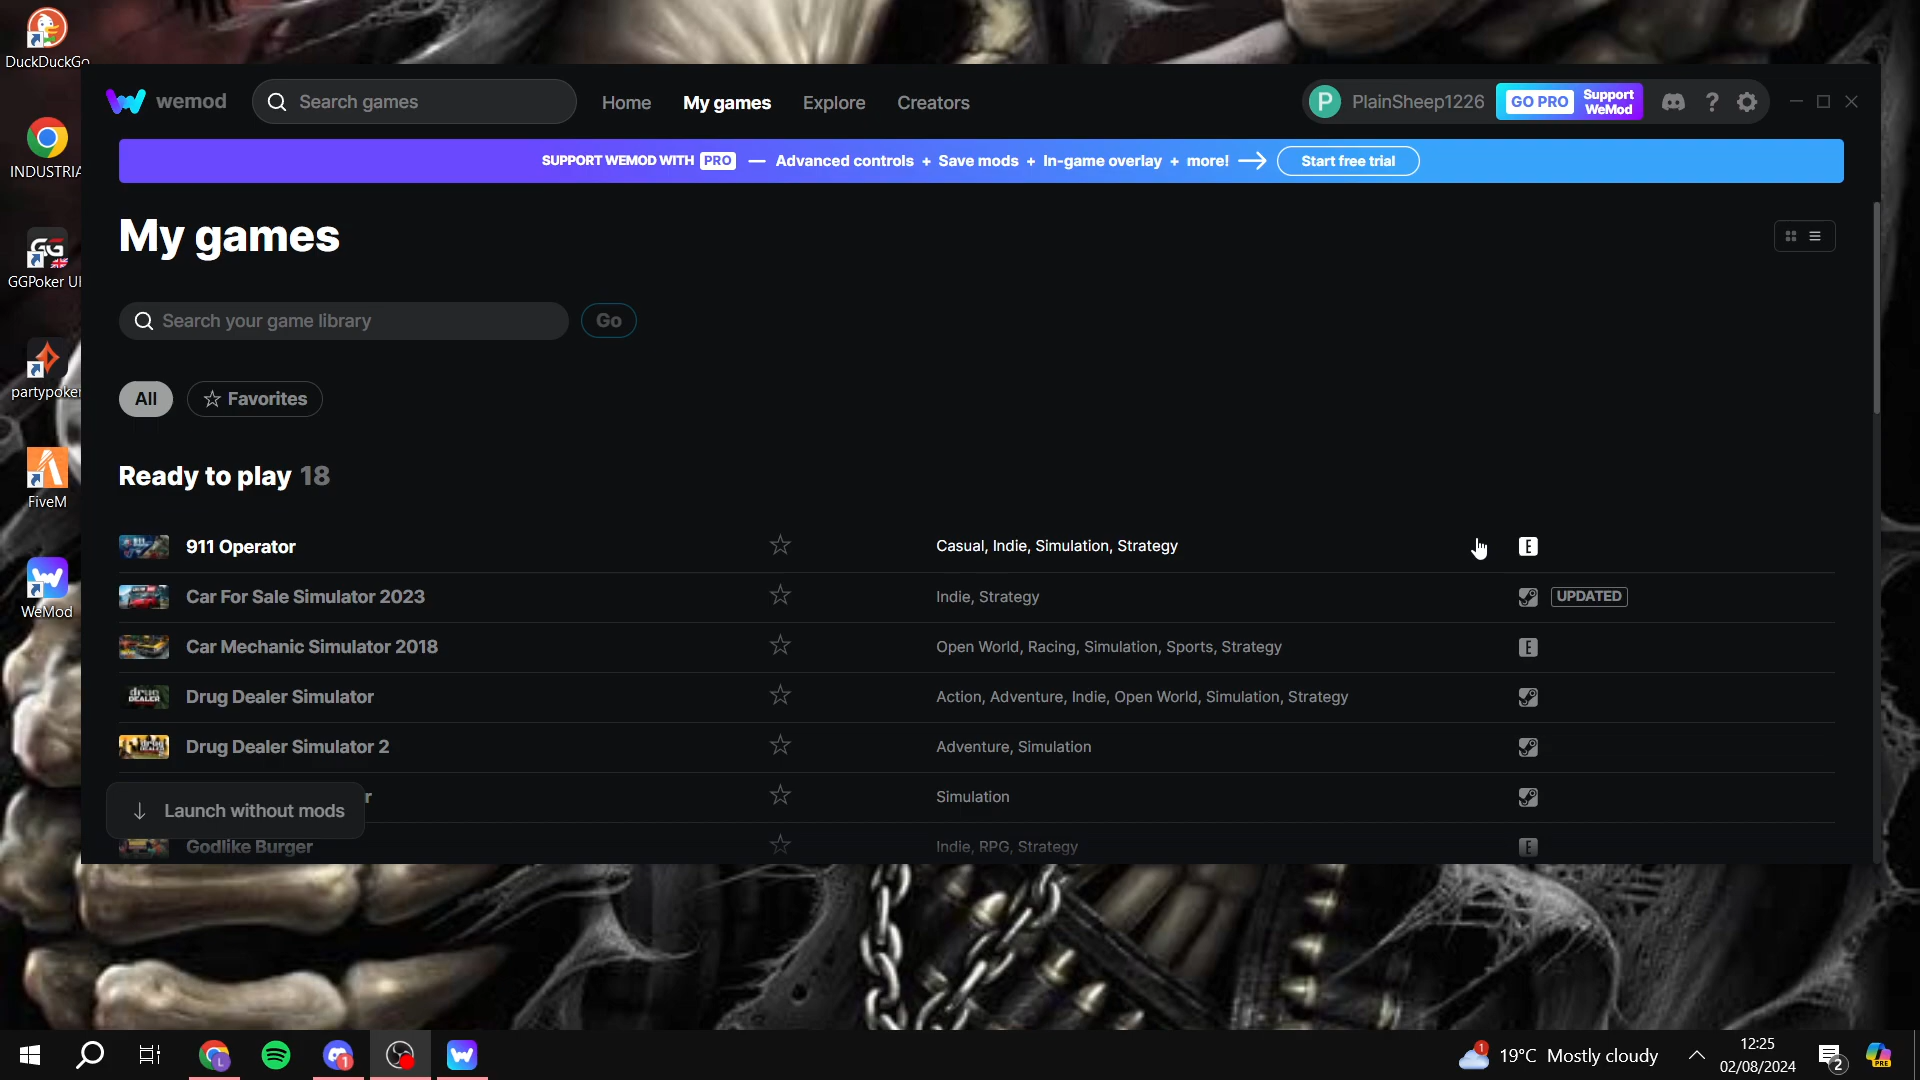 DuckDuckGo
INDUSTRIA
GGPoker U
partypoker
FiveM
WeMod
wemod
Search games
Home
My games
Explore
Creators
P
PlainSheep1226
GO PRO
Support
WeMod
SUPPORT WEMOD WITH PRO — Advanced controls + Save mods + In-game overlay + more! → Start free trial
My games
Search your game library
Go
All
Favorites
Ready to play 18
911 Operator
Casual, Indie, Simulation, Strategy
E
Car For Sale Simulator 2023
Indie, Strategy
UPDATED
Car Mechanic Simulator 2018
Open World, Racing, Simulation, Sports, Strategy
E
Drug Dealer Simulator
Action, Adventure, Indie, Open World, Simulation, Strategy
Drug Dealer Simulator 2
Adventure, Simulation
r
Simulation
Launch without mods
Godlike Burger
Indie, RPG, Strategy
E
L
1
1
19°C Mostly cloudy
12:25
02/08/2024
2
PRE